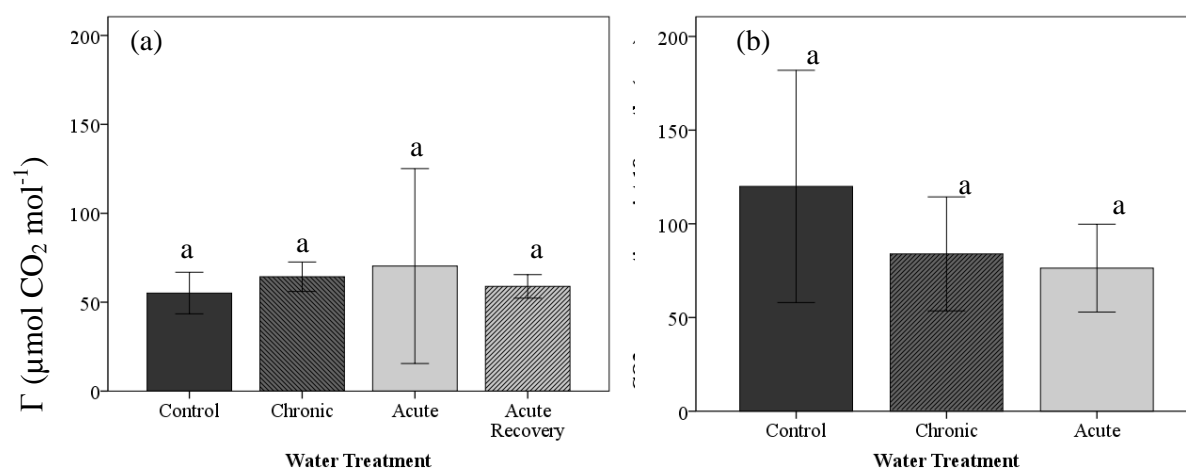 (a)
200
150
100
50
0
Γ (µmol CO₂ mol⁻¹)
a
a
a
a
Control
Chronic
Acute
Acute
Recovery
Water Treatment
(b)
200
150
100
50
0
a
a
a
Control
Chronic
Acute
Water Treatment